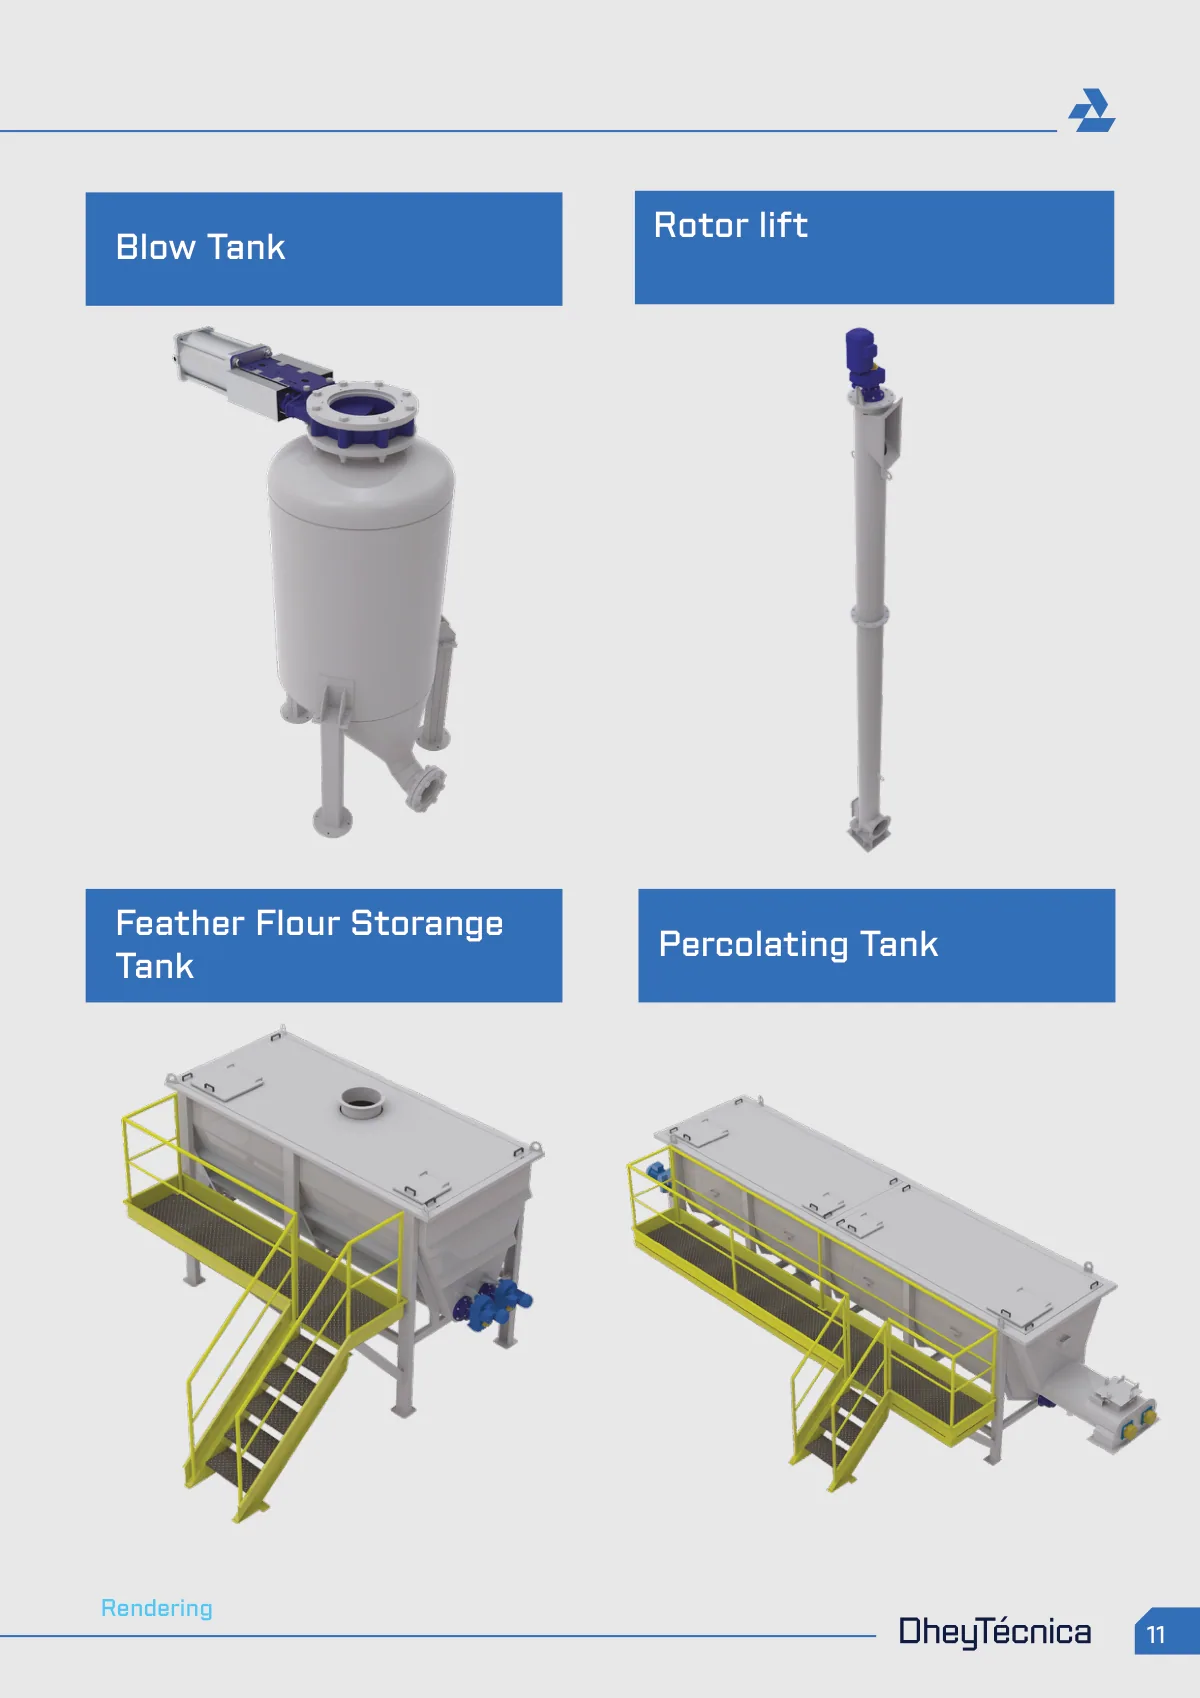 Blow Tank
Rotor lift
Feather Flour Storange
Tank
Percolating Tank
Rendering
DheyTécnica
11